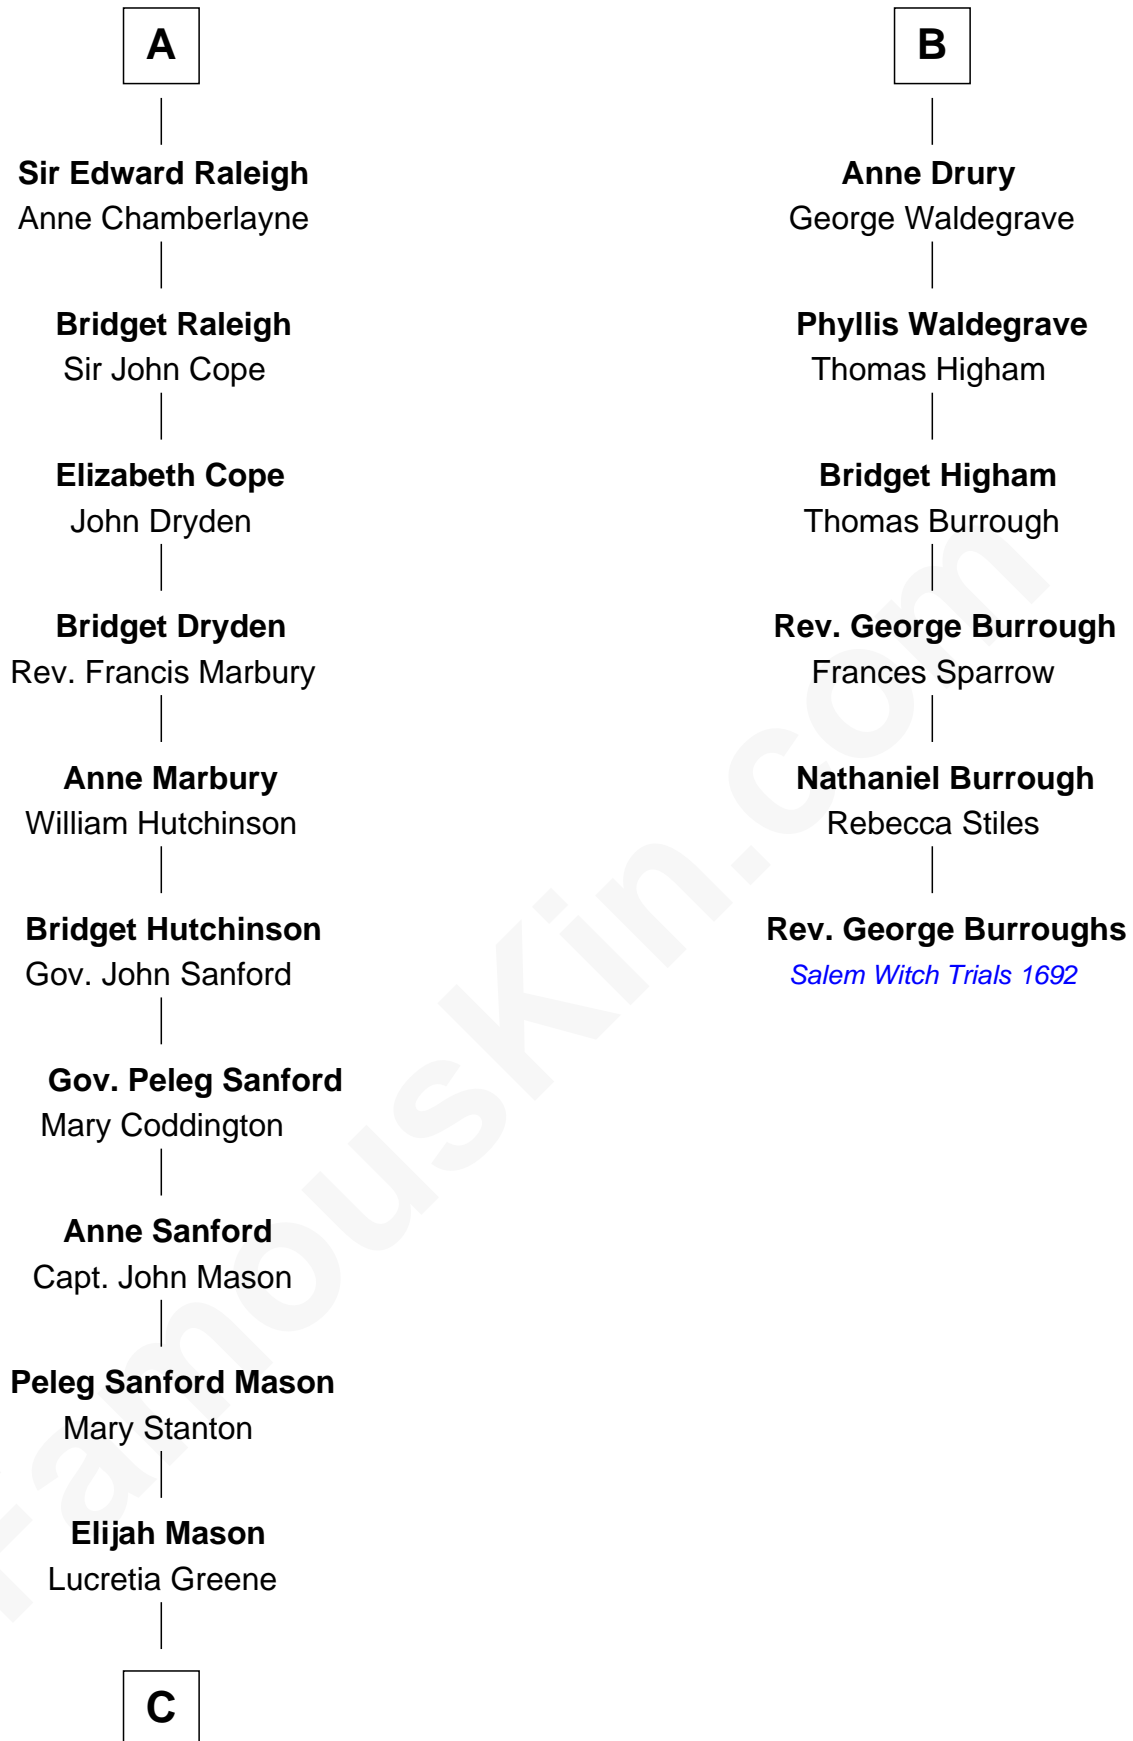 A
Sir Edward Raleigh
Anne Chamberlayne
Bridget Raleigh
Sir John Cope
Elizabeth Cope
John Dryden
Bridget Dryden
Rev. Francis Marbury
Anne Marbury
William Hutchinson
Bridget Hutchinson
Gov. John Sanford
Gov. Peleg Sanford
Mary Coddington
Anne Sanford
Capt. John Mason
Peleg Sanford Mason
Mary Stanton
Elijah Mason
Lucretia Greene
C
B
Anne Drury
George Waldegrave
Phyllis Waldegrave
Thomas Higham
Bridget Higham
Thomas Burrough
Rev. George Burrough
Frances Sparrow
Nathaniel Burrough
Rebecca Stiles
Rev. George Burroughs
Salem Witch Trials 1692
FamousKin.com